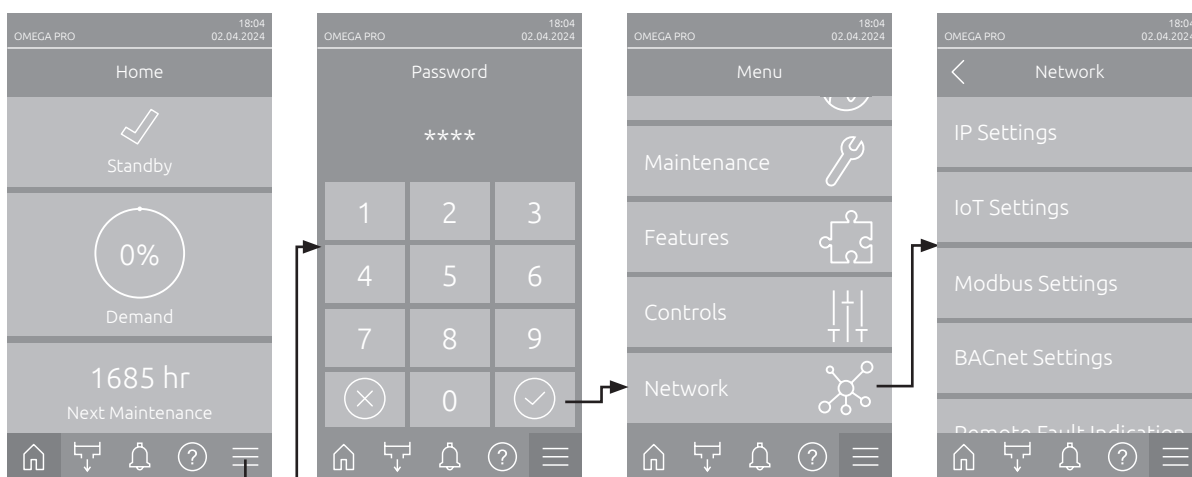 OMEGA PRO
18:04
02.04.2024
Home
Standby
0%
Demand
1685 hr
Next Maintenance
OMEGA PRO
18:04
02.04.2024
Password
****
1 2 3
4 5 6
7 8 9
0
OMEGA PRO
18:04
02.04.2024
Menu
Maintenance
Features
Controls
Network
OMEGA PRO
18:04
02.04.2024
Network
IP Settings
IoT Settings
Modbus Settings
BACnet Settings
Remote Fault Indication